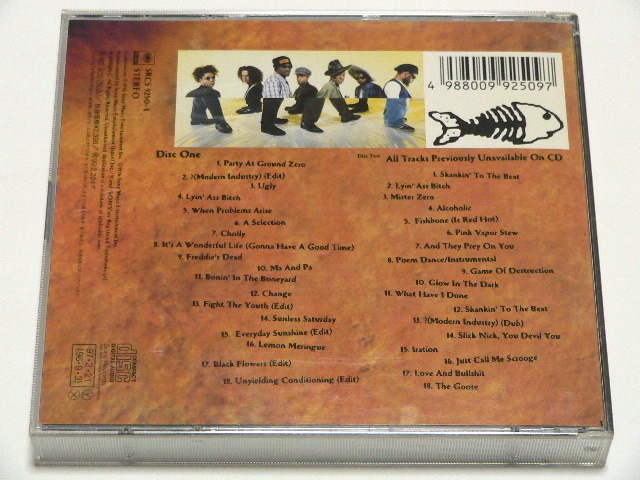 4 988009 925097
Disc One
1. Party At Ground Zero
2. ?(Modern Industry) (Edit)
3. Ugly
4. Lyin' Ass Bitch
5. When Problems Arise
6. A Selection
7. Cholly
8. It's A Wonderful Life (Gonna Have A Good Time)
9. Freddie's Dead
10. Ma and Pa
11. Bonin' In The Boneyard
12. Change
13. Fight The Youth (Edit)
14. Sunless Saturday
15. Everyday Sunshine (Edit)
16. Lemon Meringue
17. Black Flowers (Edit)
18. Unyielding Conditioning (Edit)
Disc Two All Tracks Previously Unavailable On CD
1. Skankin' To The Beat
2. Lyin' Ass Bitch
3. Mister Zero
4. Alcoholic
5. Fishbone (Is Red Hot)
6. Pink Vapor Stew
7. And They Prey On You
8. Poem Dance/Instrumental
9. Game Of Destruction
10. Glow In The Dark
11. What Have I Done
12. Skankin' To The Beat
13. ?(Modern Industry) (Dub)
14. Slick Nick, You Devil You
15. Iration
16. Just Call Me Scrooge
17. Love And Bullshit
18. The Goose
SRCS 9250~1
STEREO
COMPACT
disc
DIGITAL AUDIO